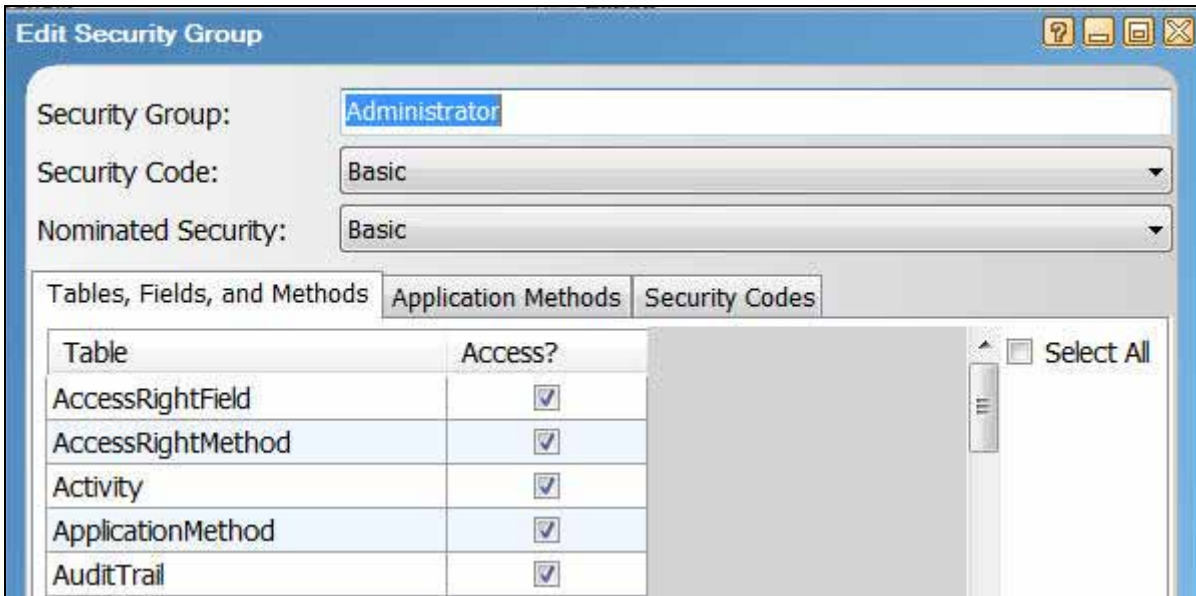 Edit Security Group
Security Group: Administrator
Security Code: Basic
Nominated Security: Basic
Tables, Fields, and Methods Application Methods Security Codes
Table Access? Select All
AccessRightField
AccessRightMethod
Activity
ApplicationMethod
AuditTrail